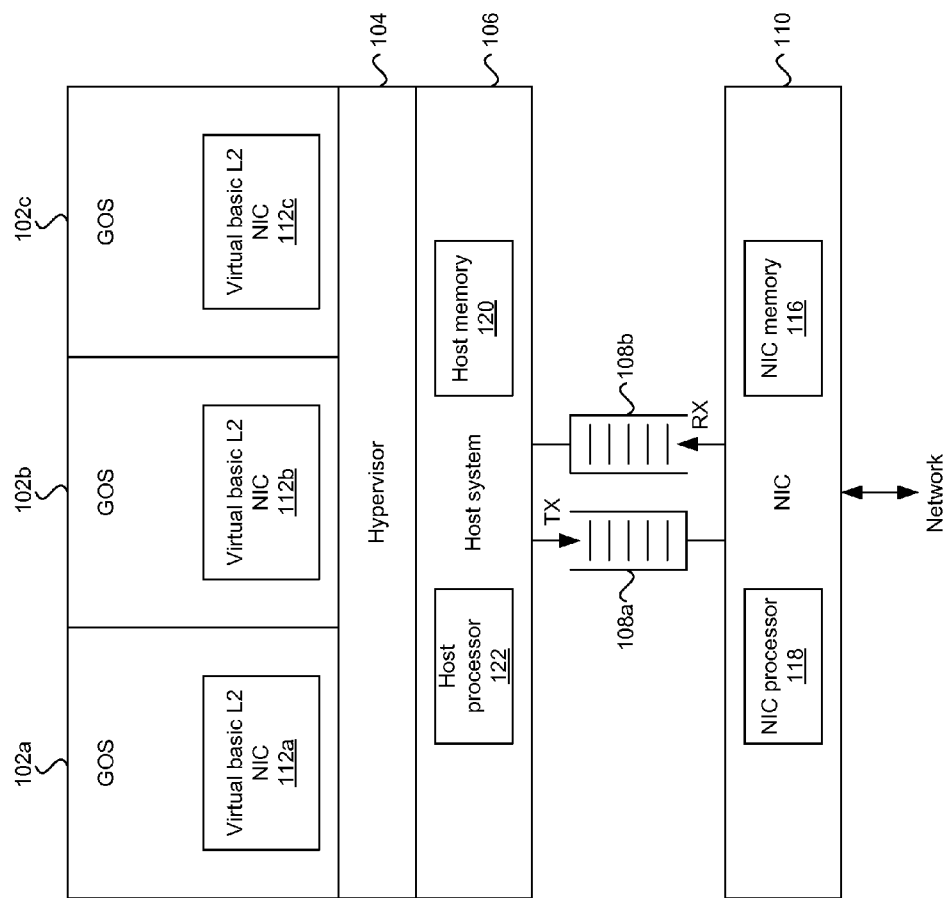 102a
102b
102c
GOS
GOS
GOS
Virtual basic L2
NIC
112a
Virtual basic L2
NIC
112b
Virtual basic L2
NIC
112c
Hypervisor
104
Host
processor
122
Host system
Host memory
120
106
TX
108a
108b
RX
NIC processor
118
NIC
NIC memory
116
110
Network